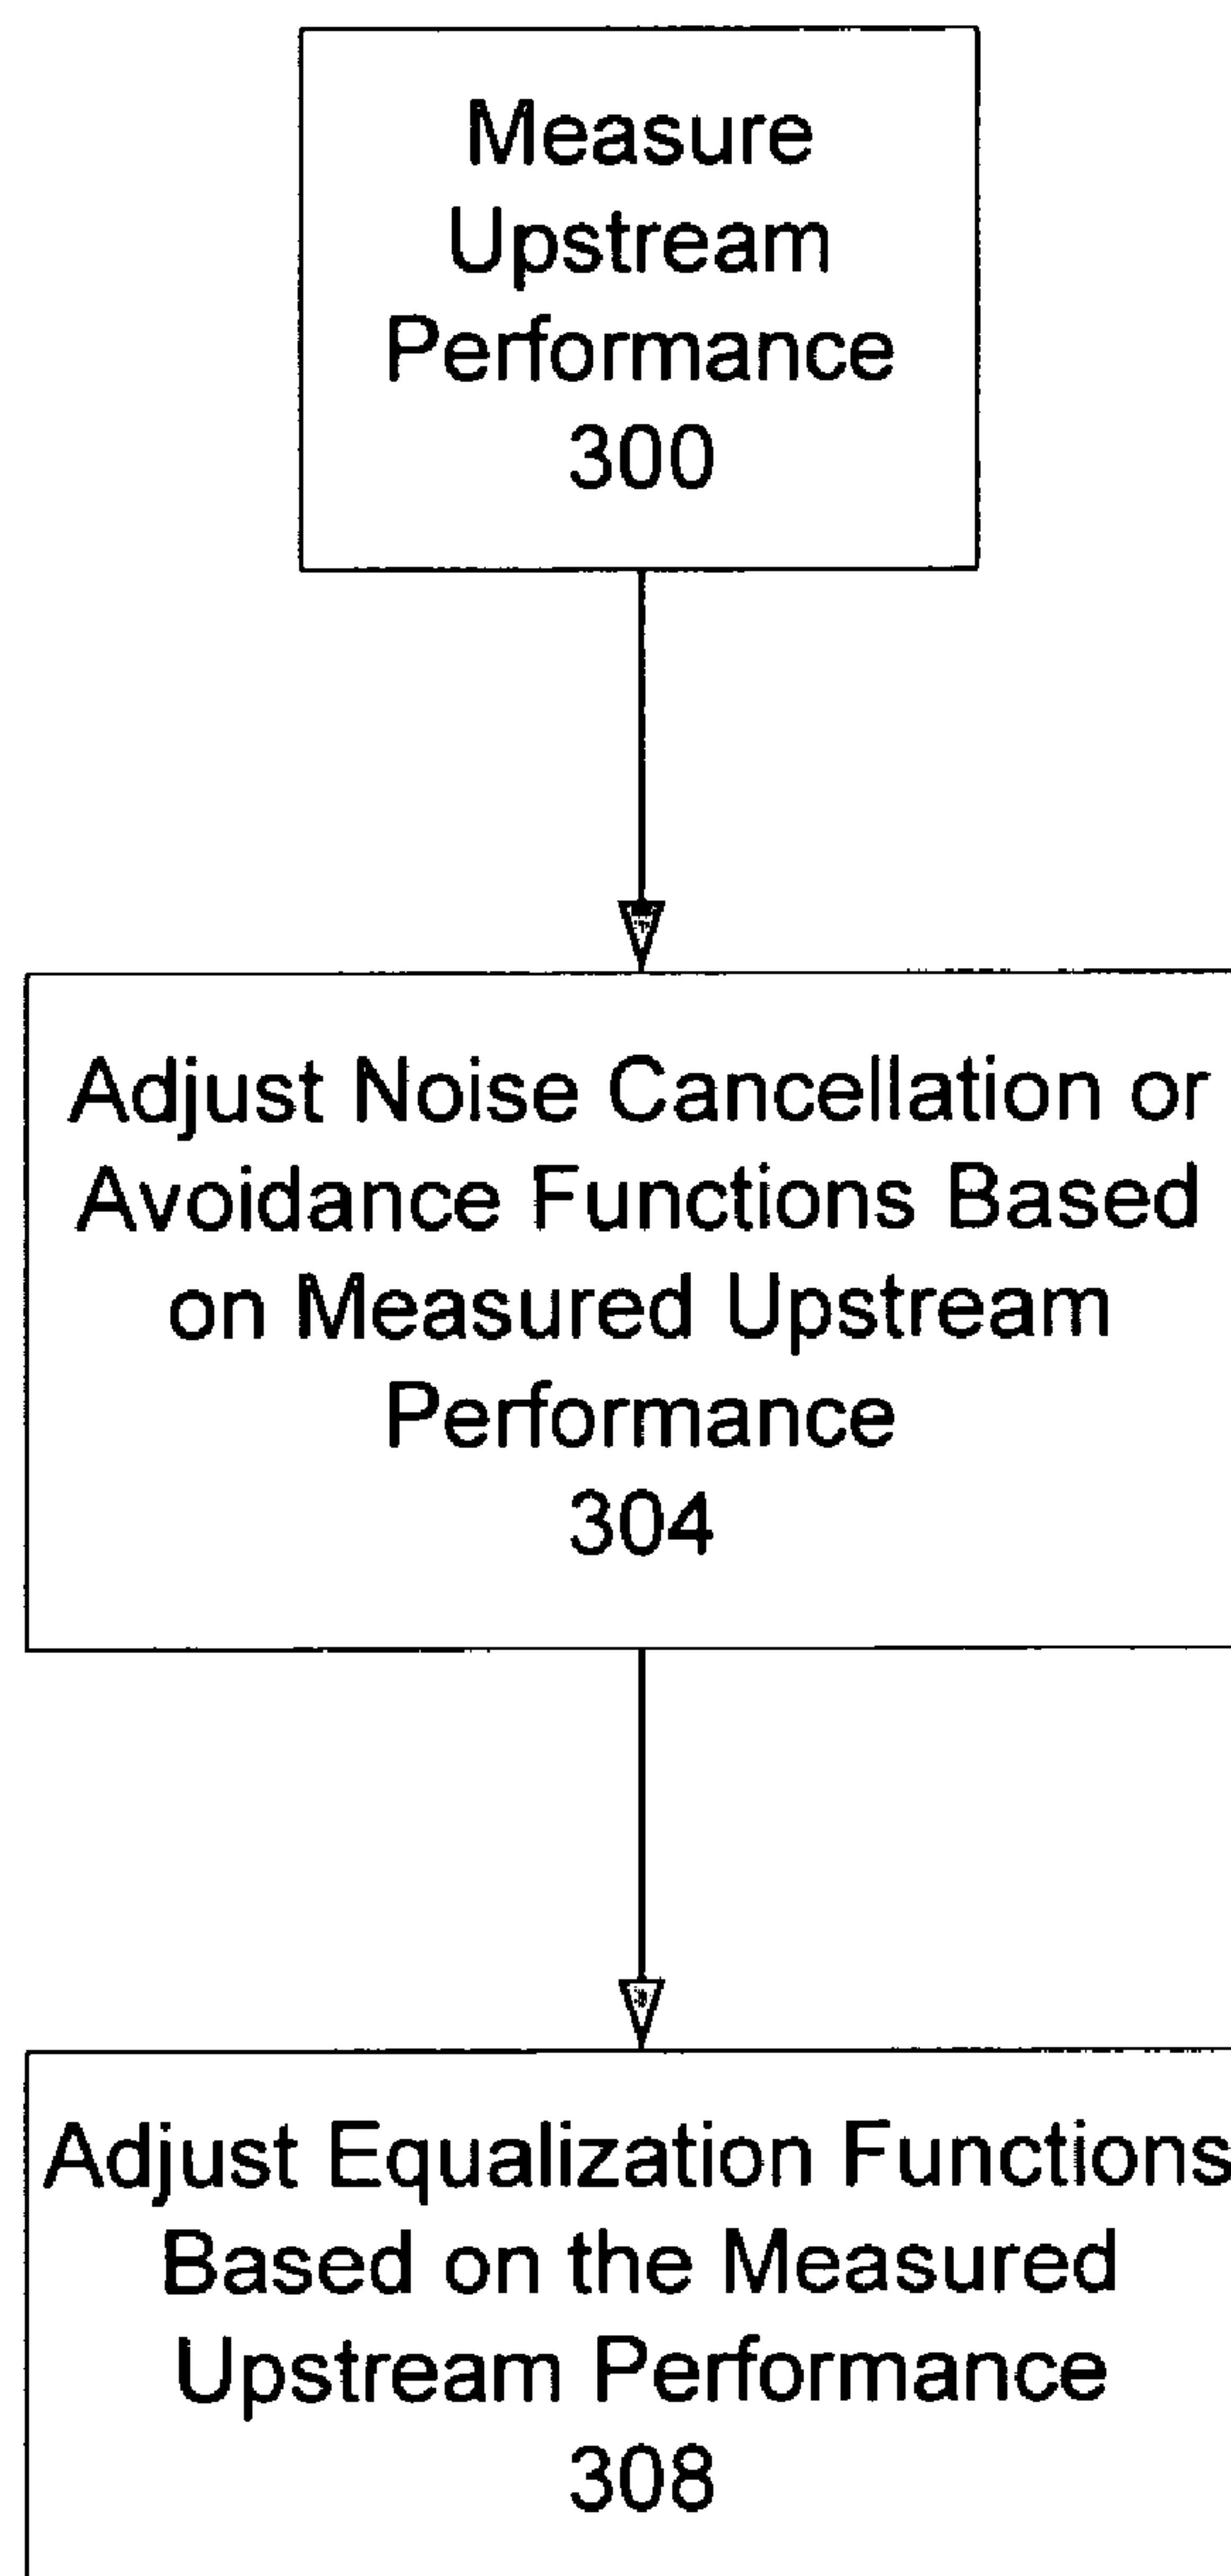 Measure
Upstream
Performance
300
Adjust Noise Cancellation or
Avoidance Functions Based
on Measured Upstream
Performance
304
Adjust Equalization Functions
Based on the Measured
Upstream Performance
308